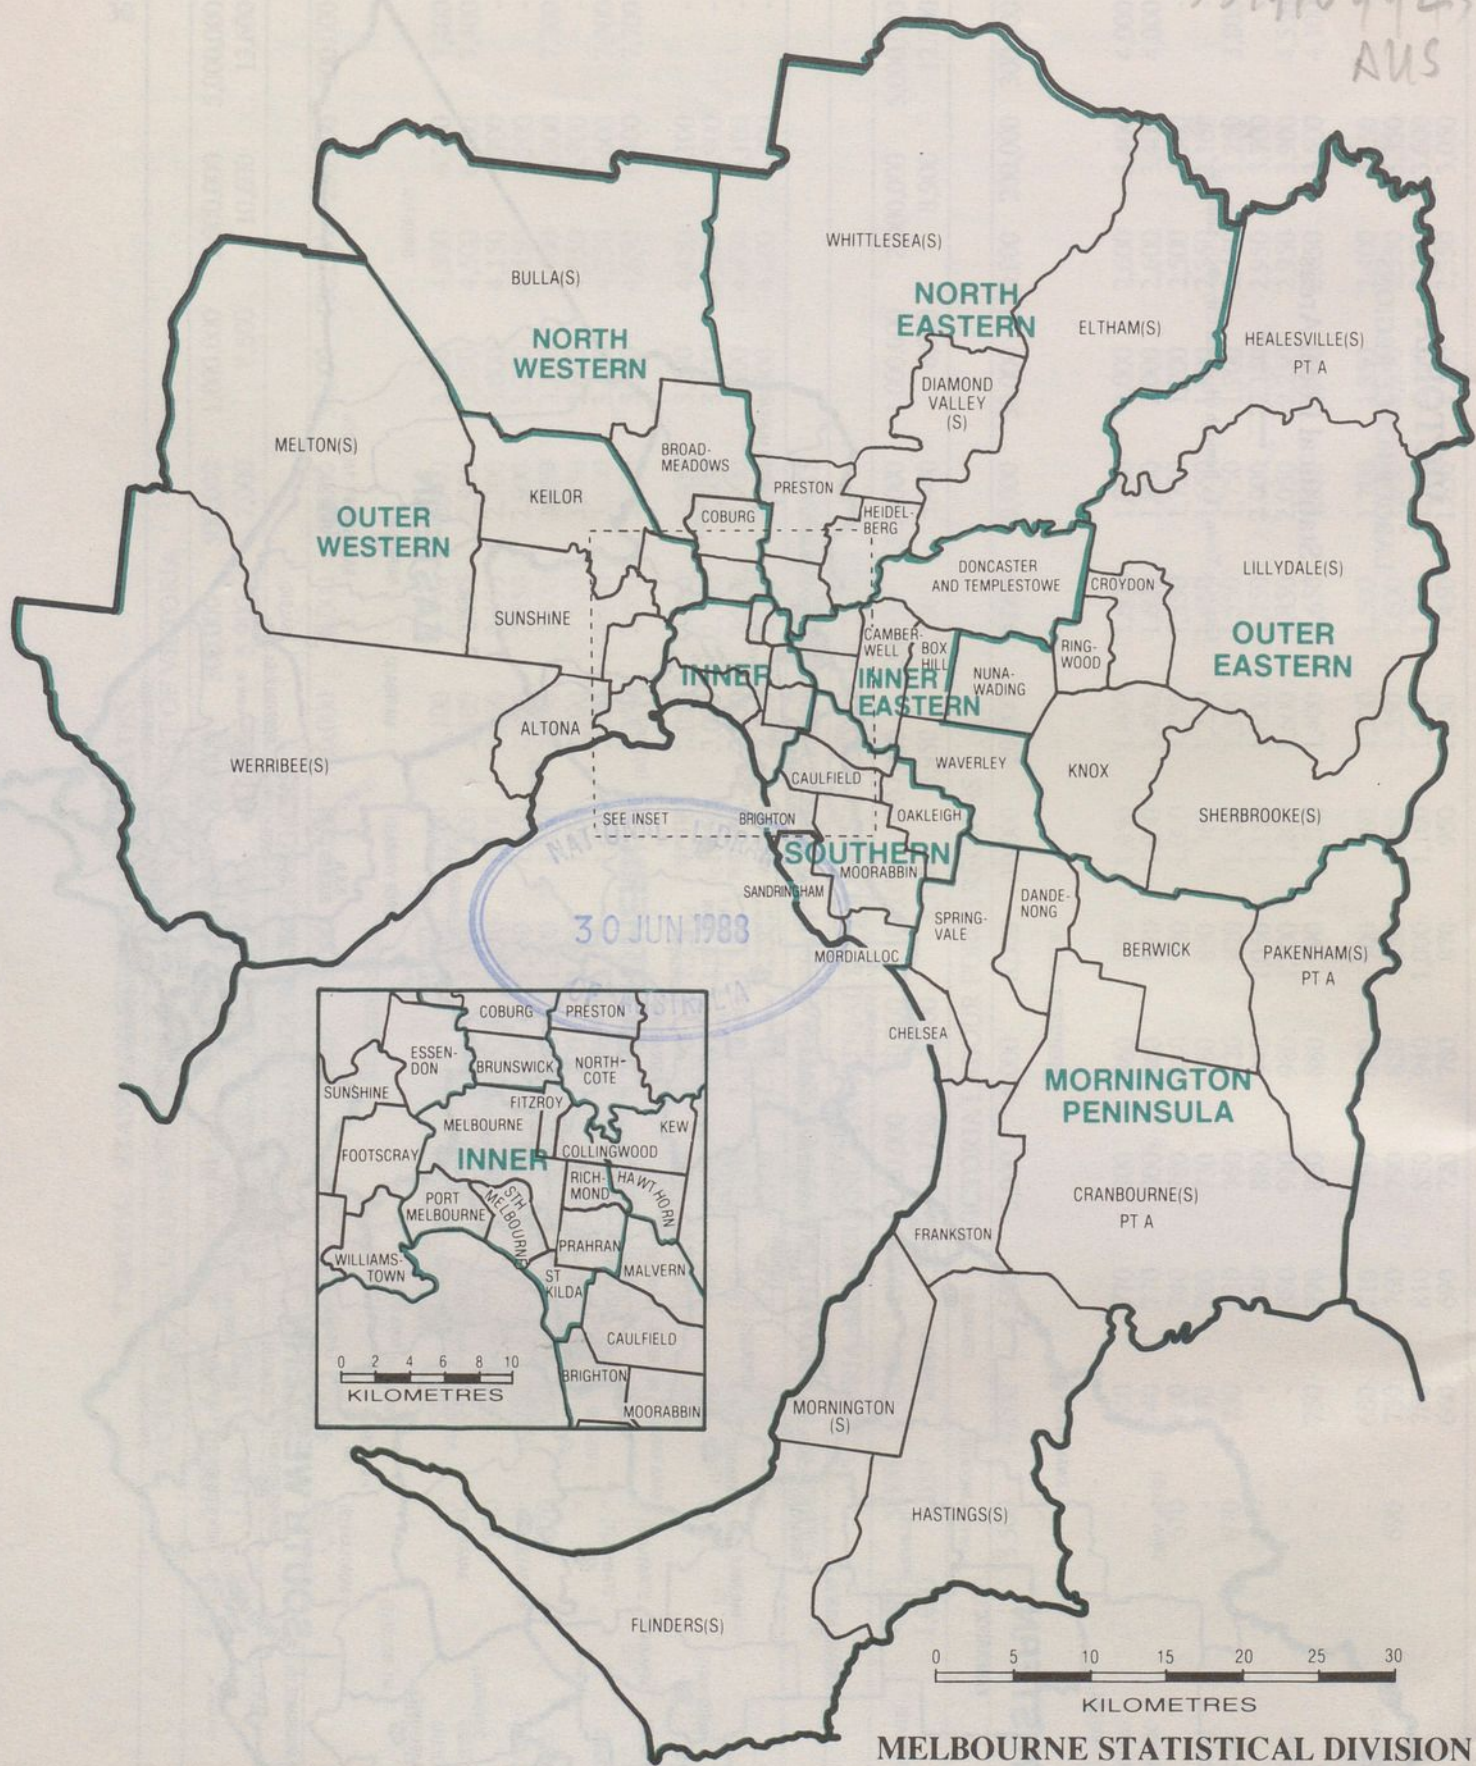 AUS
WHITTLESEA(S)
BULLA(S)
NORTH
EASTERN
NORTH
WESTERN
ELTHAM(S)
HEALESVILLE(S)
PT A
DIAMOND
VALLEY
(S)
MELTON(S)
BROAD-
MEADOWS
PRESTON
KEILOR
OUTER
WESTERN
COBURG
HEIDEL-
BERG
DONCASTER
AND TEMPLESTOWE
LILLYDALE(S)
CROYDON
SUNSHINE
CAMBER-
WELL
BOX
HILL
RING-
WOOD
OUTER
EASTERN
INNER
INNER
EASTERN
NUNA-
WADING
ALTONA
WERRIBEE(S)
WAVERLEY
KNOX
CAULFIELD
SEE INSET
BRIGHTON
OAKLEIGH
SHERBROOKE(S)
SOUTHERN
MOORABBIN
SANDRINGHAM
DANDE-
NONG
SPRING-
VALE
NATIONAL LIBRARY
30 JUN 1988
OF AUSTRALIA
BERWICK
PAKENHAM(S)
PT A
MORDIALLOC
CHELSEA
MORNINGTON
PENINSULA
CRANBOURNE(S)
PT A
FRANKSTON
COBURG
PRESTON
ESSEN-
DON
BRUNSWICK
NORTH-
COTE
SUNSHINE
FITZROY
MELBOURNE
KEW
FOOTSCRAY
INNER
COLLINGWOOD
RICH-
MOND
HAWTHORN
PORT
MELBOURNE
STH
MELBOURNE
PRAHRAN
WILLIAMS-
TOWN
ST
KILDA
MALVERN
CAULFIELD
0 2 4 6 8 10
KILOMETRES
BRIGHTON
MOORABBIN
MORNINGTON
(S)
HASTINGS(S)
FLINDERS(S)
0 5 10 15 20 25 30
KILOMETRES
MELBOURNE STATISTICAL DIVISION